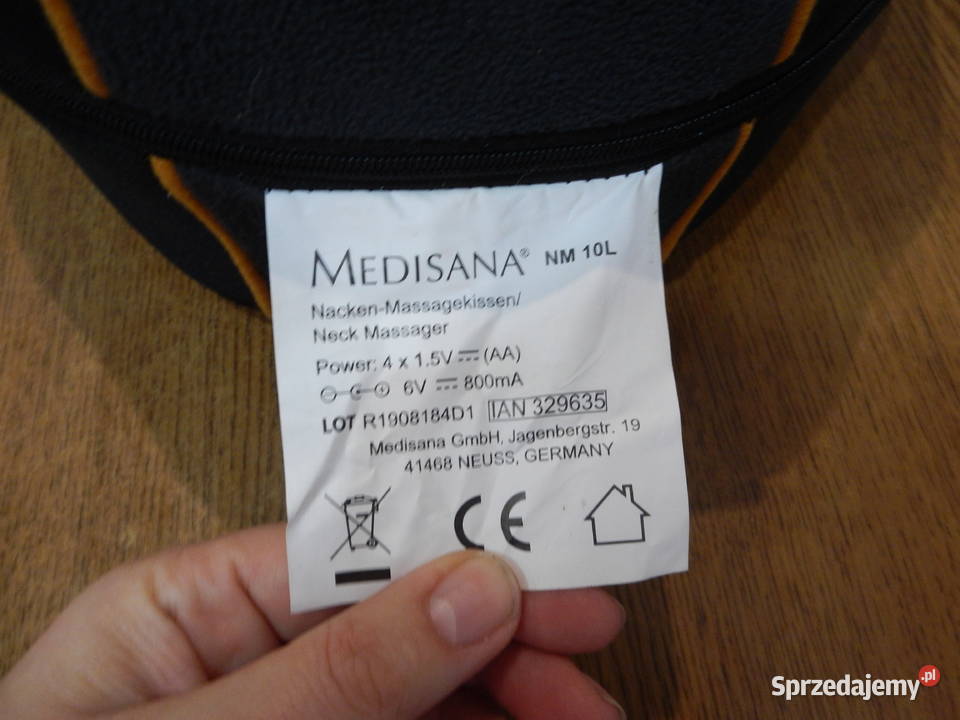 MEDISANA® NM 10L
Nacken-Massagekissen/
Neck Massager
Power: 4 x 1.5V ⎓ (AA)
6V ⎓ 800mA
LOT R1908184D1 IAN 329635
Medisana GmbH, Jagenbergstr. 19
41468 NEUSS, GERMANY
CE
Sprzedajemy.pl